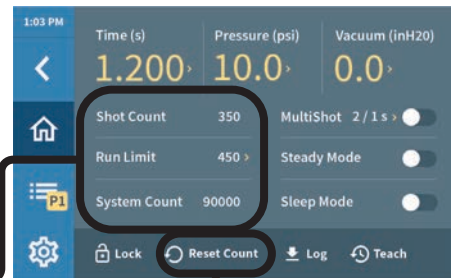 1:03 PM
Time (s) Pressure (psi) Vacuum (inH20)
1.200 › 10.0 › 0.0 ›
Shot Count 350 MultiShot 2 / 1 s ›
Run Limit 450 › Steady Mode
P1
System Count 90000 Sleep Mode
Lock Reset Count Log Teach